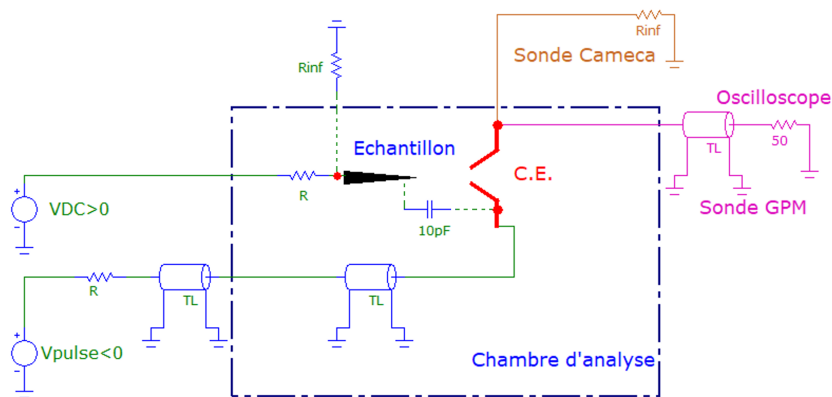 Rinf
Sonde Cameca
Rinf
Oscilloscope
Echantillon
50
TL
C.E.
R
Sonde GPM
VDC>0
+
-
10pF
R
TL
TL
+
-
Vpulse<0
Chambre d'analyse